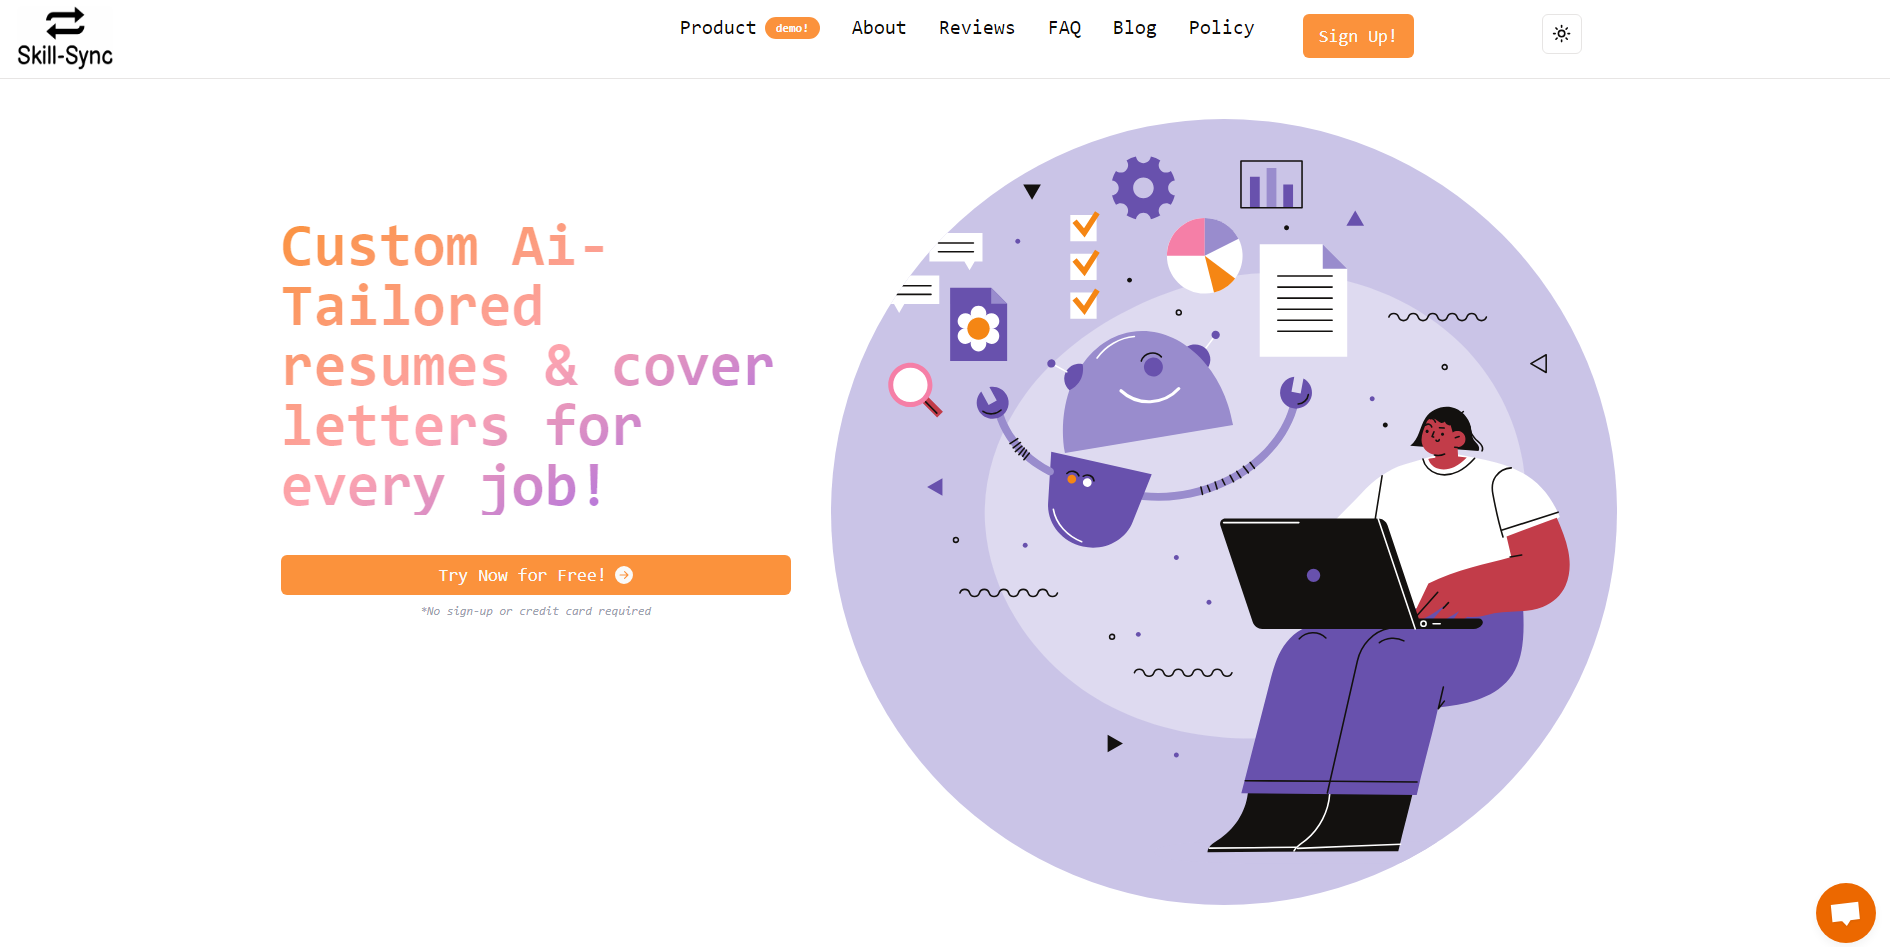 Skill-Sync
Product demo! About Reviews FAQ Blog Policy Sign Up!
Custom Ai-
Tailored
resumes & cover
letters for
every job!
Try Now for Free!
*No sign-up or credit card required